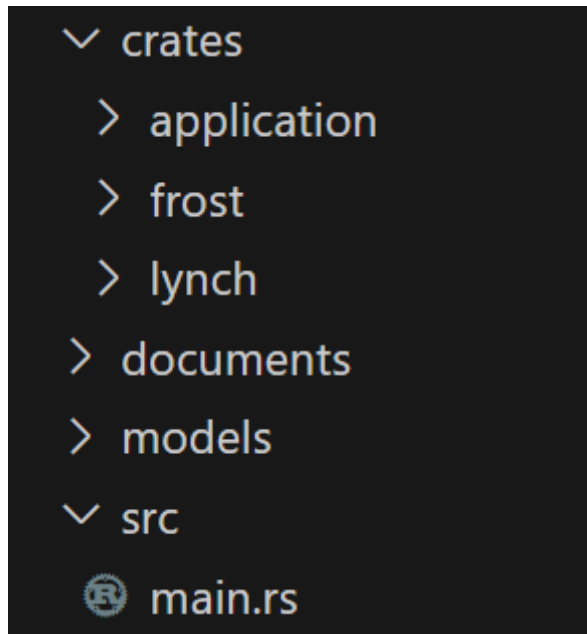 crates
application
frost
lynch
documents
models
src
main.rs